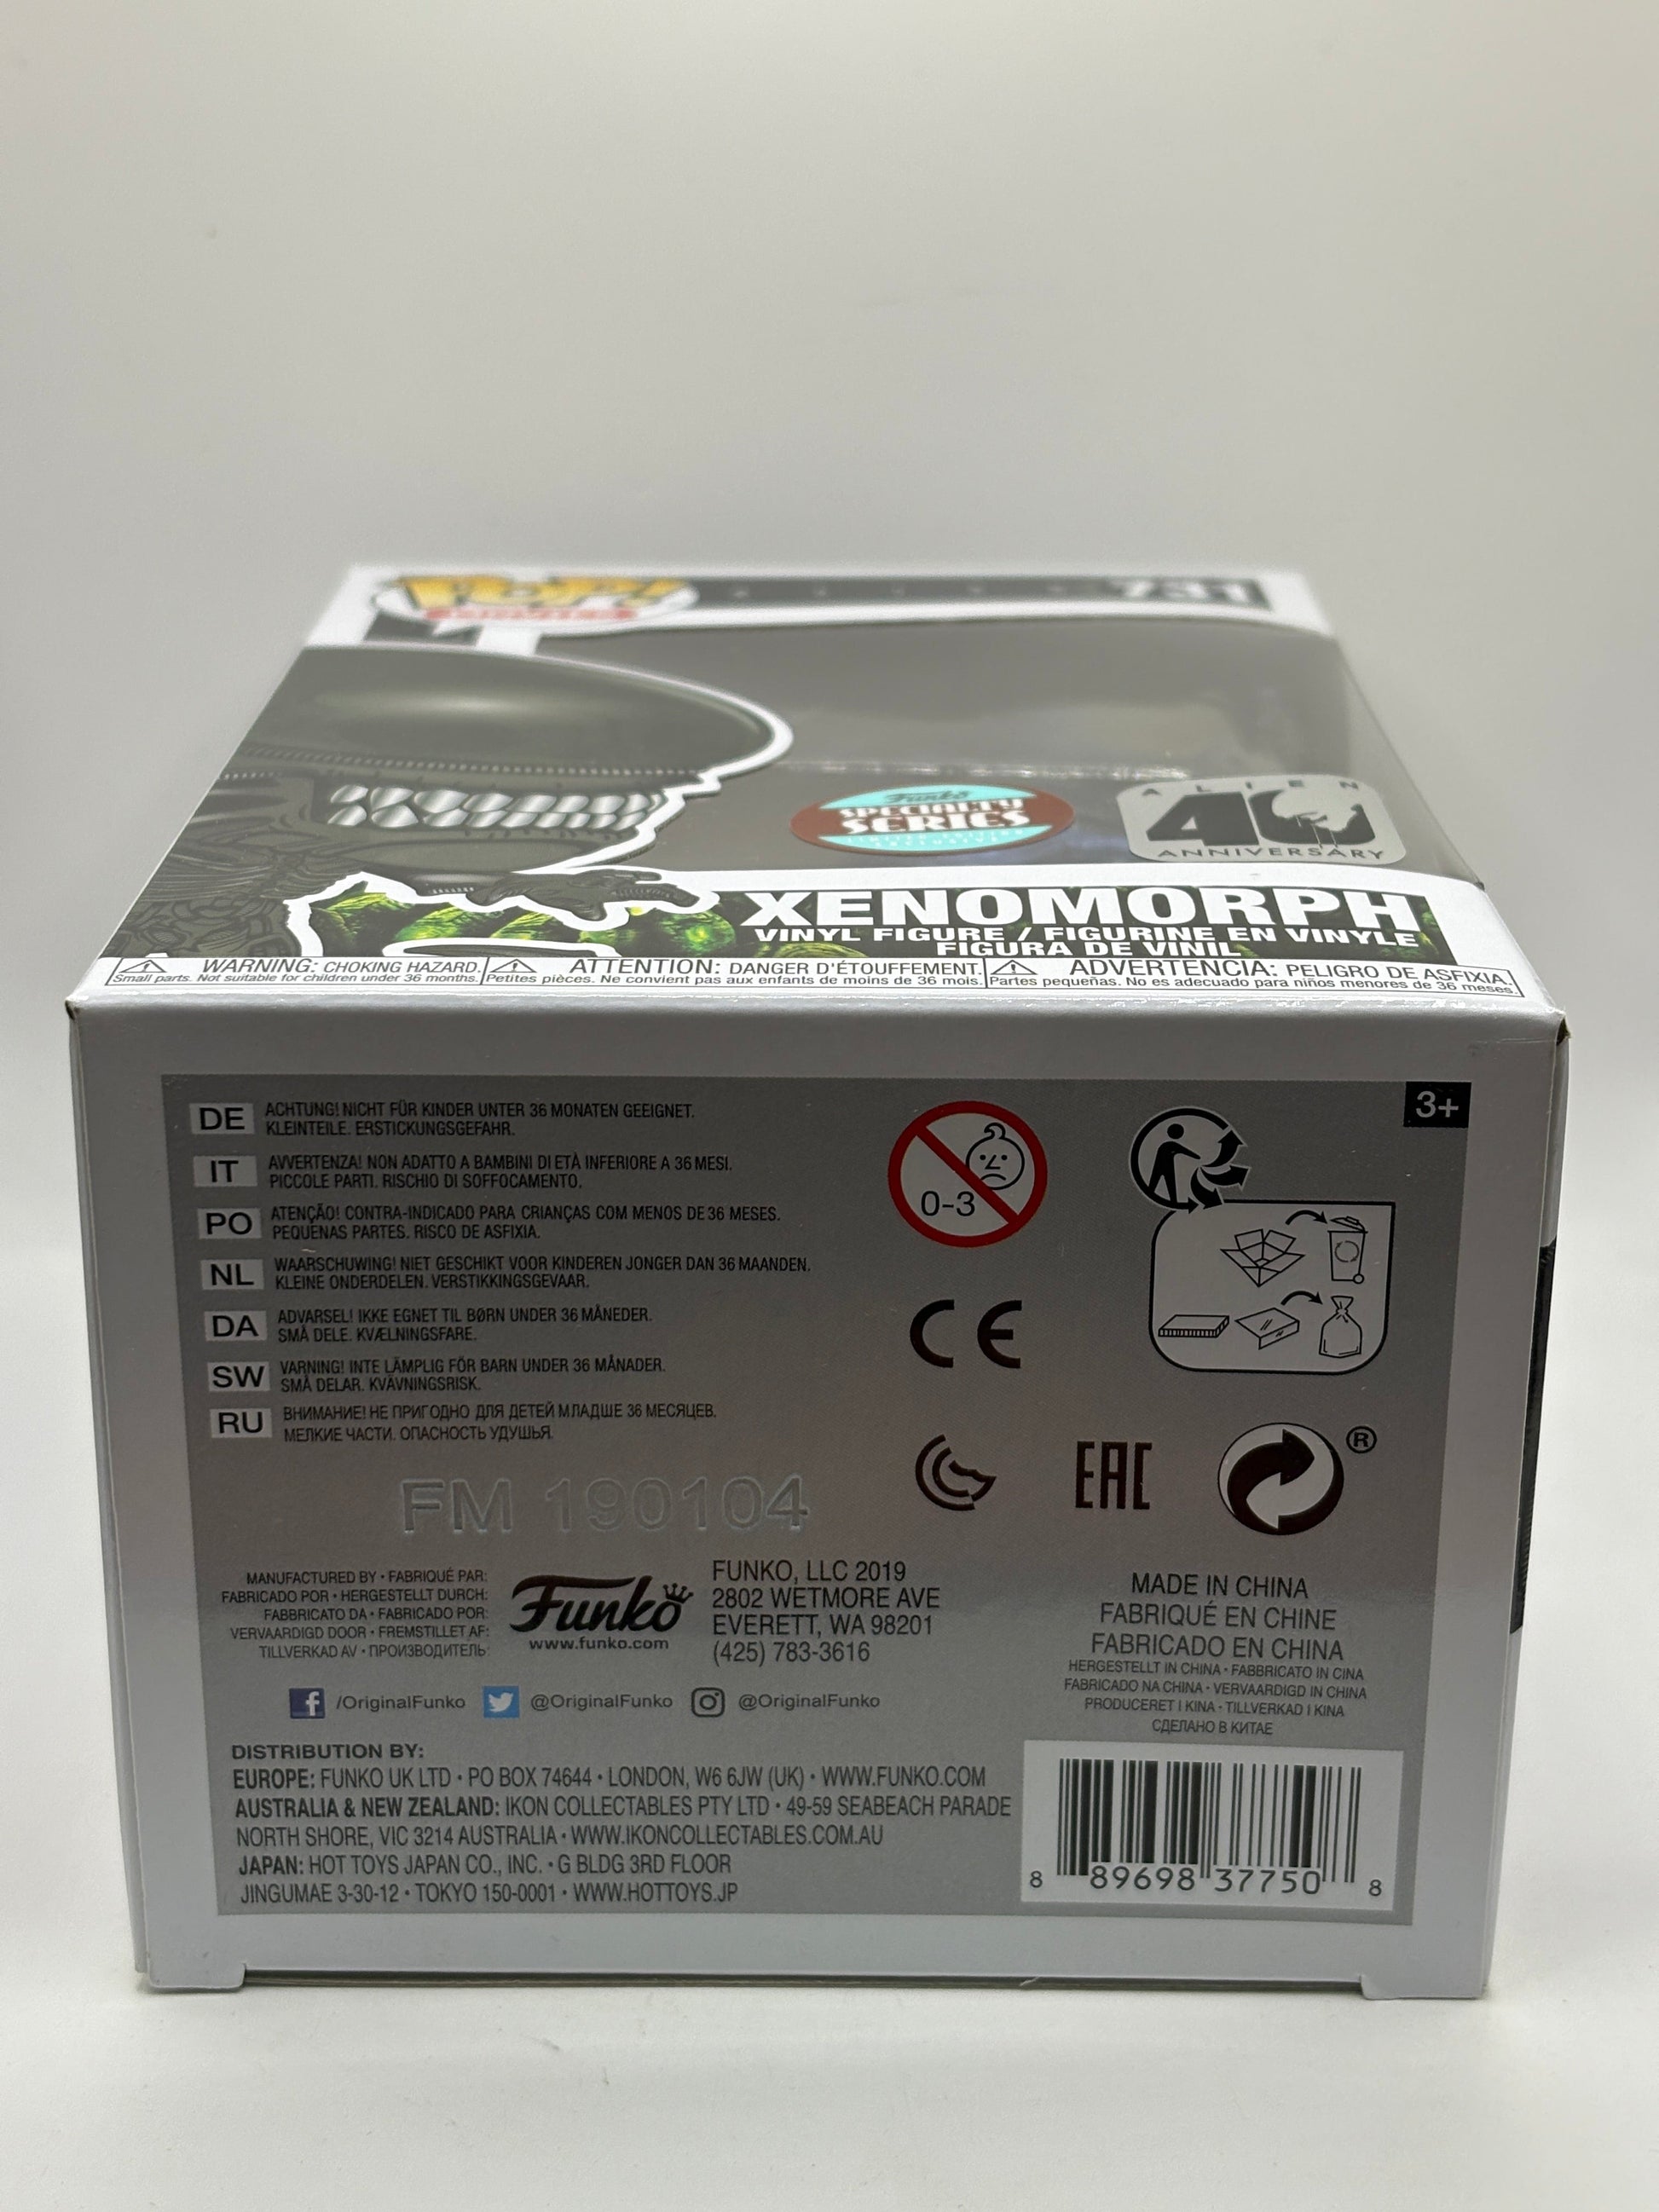 POP!
731
Funko
SPECIALTY
SERIES
LIMITED EDITION
EXCLUSIVE
ALIEN
40
ANNIVERSARY
XENOMORPH
VINYL FIGURE / FIGURINE EN VINYLE
FIGURA DE VINIL
WARNING: CHOKING HAZARD.
Small parts. Not suitable for children under 36 months.
ATTENTION: DANGER D'ÉTOUFFEMENT.
Petites pièces. Ne convient pas aux enfants de moins de 36 mois.
ADVERTENCIA: PELIGRO DE ASFIXIA.
Partes pequeñas. No es adecuado para niños menores de 36 meses.
3+
DE ACHTUNG! NICHT FÜR KINDER UNTER 36 MONATEN GEEIGNET.
KLEINTEILE. ERSTICKUNGSGEFAHR.
IT AVVERTENZA! NON ADATTO A BAMBINI DI ETÀ INFERIORE A 36 MESI.
PICCOLE PARTI. RISCHIO DI SOFFOCAMENTO.
PO ATENÇÃO! CONTRA-INDICADO PARA CRIANÇAS COM MENOS DE 36 MESES.
PEQUENAS PARTES. RISCO DE ASFIXIA.
NL WAARSCHUWING! NIET GESCHIKT VOOR KINDEREN JONGER DAN 36 MAANDEN.
KLEINE ONDERDELEN. VERSTIKKINGSGEVAAR.
DA ADVARSEL! IKKE EGNET TIL BØRN UNDER 36 MÅNEDER.
SMÅ DELE. KVÆLNINGSFARE.
SW VARNING! INTE LÄMPLIG FÖR BARN UNDER 36 MÅNADER.
SMÅ DELAR. KVÄVNINGSRISK.
RU ВНИМАНИЕ! НЕ ПРИГОДНО ДЛЯ ДЕТЕЙ МЛАДШЕ 36 МЕСЯЦЕВ.
МЕЛКИЕ ЧАСТИ. ОПАСНОСТЬ УДУШЬЯ.
0-3
CE
EAC
®
FM 190104
MANUFACTURED BY • FABRIQUÉ PAR:
FABRICADO POR • HERGESTELLT DURCH:
FABBRICATO DA • FABRICADO POR:
VERVAARDIGD DOOR • FREMSTILLET AF:
TILLVERKAD AV • ПРОИЗВОДИТЕЛЬ:
Funko
www.funko.com
FUNKO, LLC 2019
2802 WETMORE AVE
EVERETT, WA 98201
(425) 783-3616
/OriginalFunko @OriginalFunko @OriginalFunko
MADE IN CHINA
FABRIQUÉ EN CHINE
FABRICADO EN CHINA
HERGESTELLT IN CHINA • FABBRICATO IN CINA
FABRICADO NA CHINA • VERVAARDIGD IN CHINA
PRODUCERET I KINA • TILLVERKAD I KINA
СДЕЛАНО В КИТАЕ
DISTRIBUTION BY:
EUROPE: FUNKO UK LTD • PO BOX 74644 • LONDON, W6 6JW (UK) • WWW.FUNKO.COM
AUSTRALIA & NEW ZEALAND: IKON COLLECTABLES PTY LTD • 49-59 SEABEACH PARADE
NORTH SHORE, VIC 3214 AUSTRALIA • WWW.IKONCOLLECTABLES.COM.AU
JAPAN: HOT TOYS JAPAN CO., INC. • G BLDG 3RD FLOOR
JINGUMAE 3-30-12 • TOKYO 150-0001 • WWW.HOTTOYS.JP
8 89698 37750 8